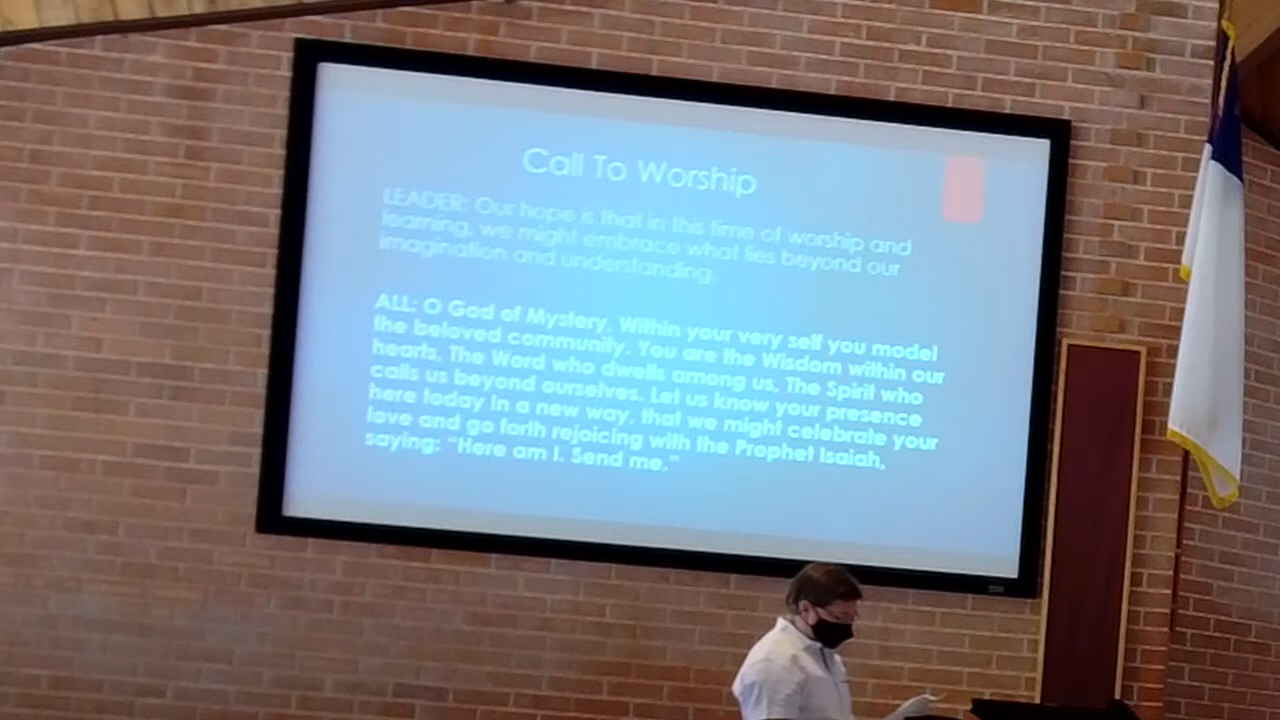 Call To Worship
LEADER: Our hope is that in this time of worship and
learning, we might embrace what lies beyond our
imagination and understanding.
ALL: O God of Mystery, Within your very self you model
the beloved community. You are the Wisdom within our
hearts, The Word who dwells among us, The Spirit who
calls us beyond ourselves. Let us know your presence
here today in a new way, that we might celebrate your
love and go forth rejoicing with the Prophet Isaiah,
saying: “Here am I. Send me.”